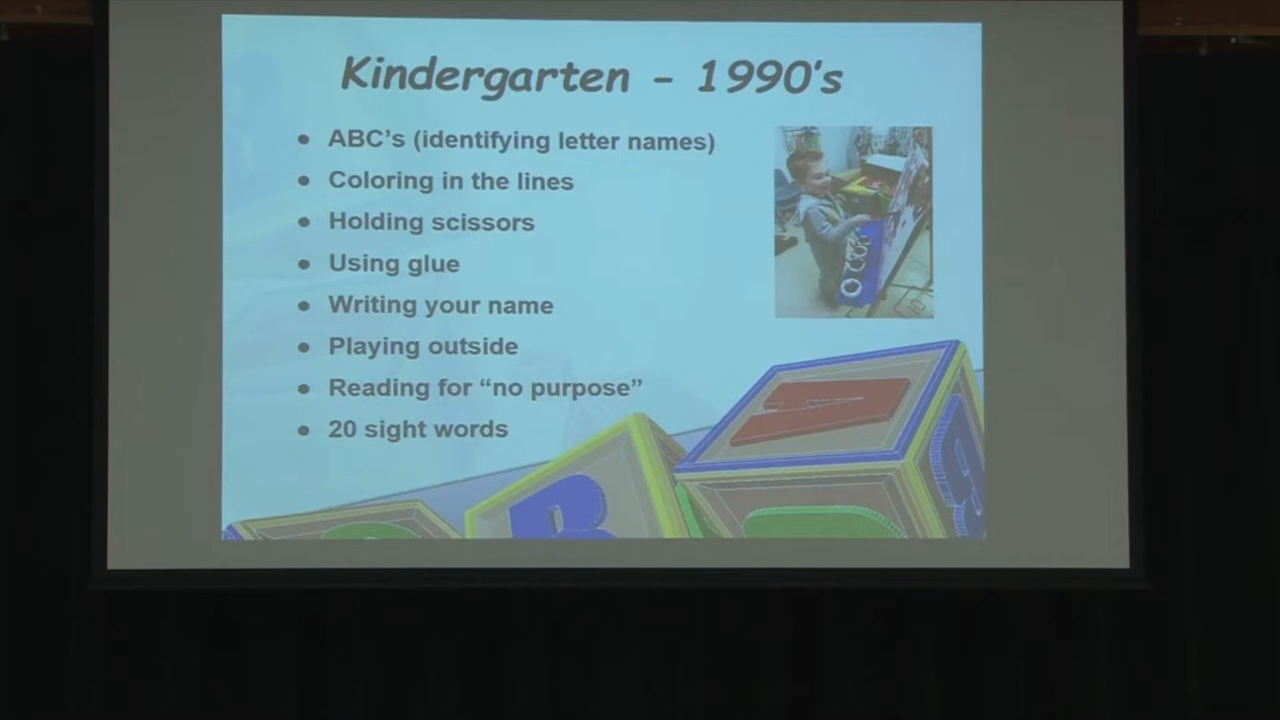 Kindergarten - 1990's
• ABC's (identifying letter names)
• Coloring in the lines
• Holding scissors
• Using glue
• Writing your name
• Playing outside
• Reading for “no purpose”
• 20 sight words
A
B